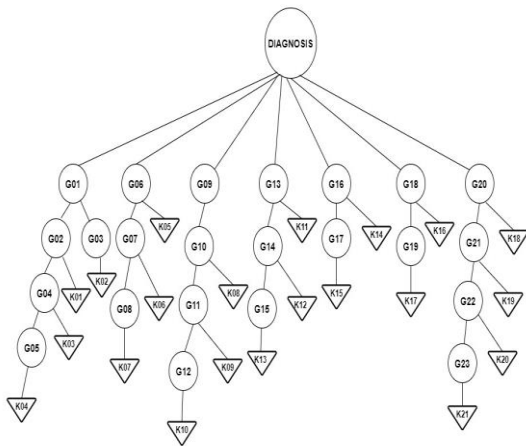 DIAGNOSIS
G01 G06 G09 G13 G16 G18 G20
K05 K11 K14 K16 K18
G02 G03 G07 G10 G14 G17 G19 G21
K02
G04 K01 G08 K06 G11 K08 G15 K12 K15 K17 G22 K19
G05 K03 K07 G12 K09 K13 G23 K20
K04 K10 K21